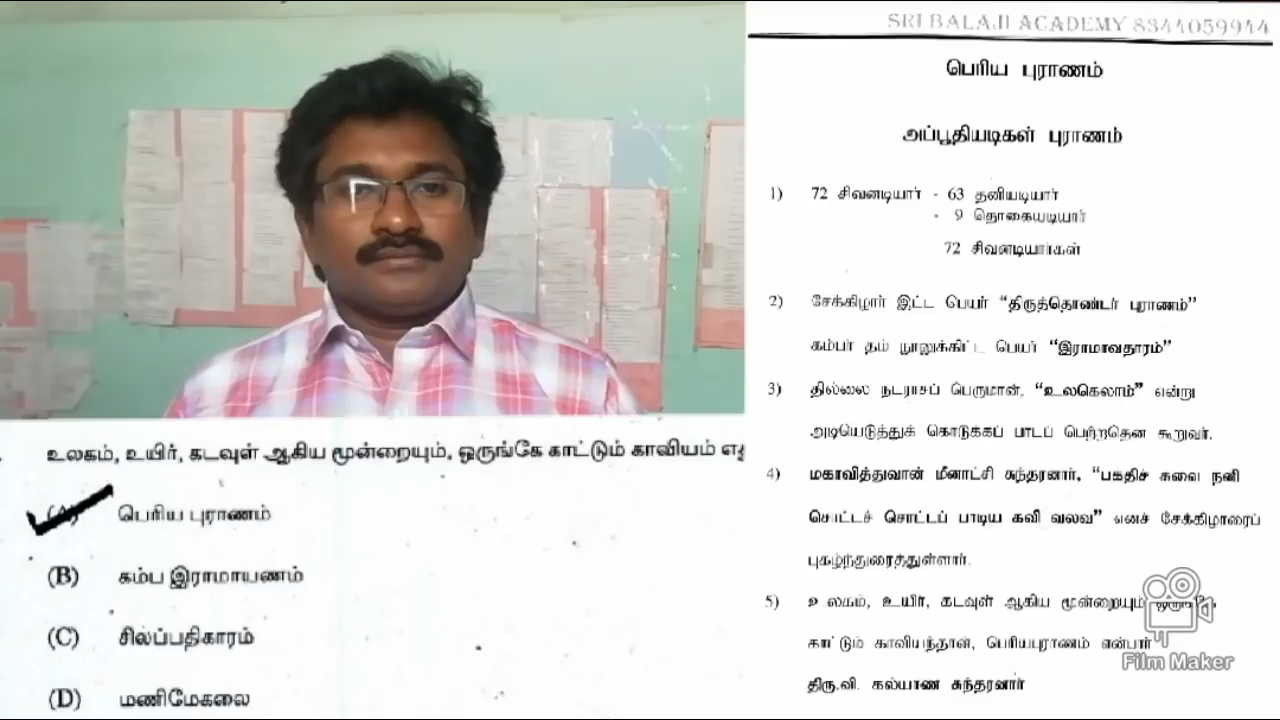 SRI BALAJI ACADEMY 8344059944
பெரிய புராணம்
அப்பூதியடிகள் புராணம்
1) 72 சிவனடியார் - 63 தனியடியார்
- 9 தொகையடியார்
72 சிவனடியார்கள்
2) சேக்கிழார் இட்ட பெயர் “திருத்தொண்டர் புராணம்”
கம்பர் தம் நூலுக்கிட்ட பெயர் “இராமாவதாரம்”
3) தில்லை நடராசப் பெருமான், “உலகெலாம்” என்று
அடியெடுத்துக் கொடுக்கப் பாடப் பெற்றதென கூறுவர்.
4) மகாவித்துவான் மீனாட்சி சுந்தரனார், “பகதிச் சுவை நனி
சொட்டச் சொட்டப் பாடிய கவி வலவ” எனச் சேக்கிழாரைப்
புகழ்ந்துரைத்துள்ளார்.
5) உலகம், உயிர், கடவுள் ஆகிய மூன்றையும் ஒருங்கே
காட்டும் காவியந்தான், பெரியபுராணம் என்பார்
திரு.வி. கல்யாண சுந்தரனார்
உலகம், உயிர், கடவுள் ஆகிய மூன்றையும், ஒருங்கே காட்டும் காவியம்
(A) பெரிய புராணம்
(B) கம்ப இராமாயணம்
(C) சிலப்பதிகாரம்
(D) மணிமேகலை
Film Maker